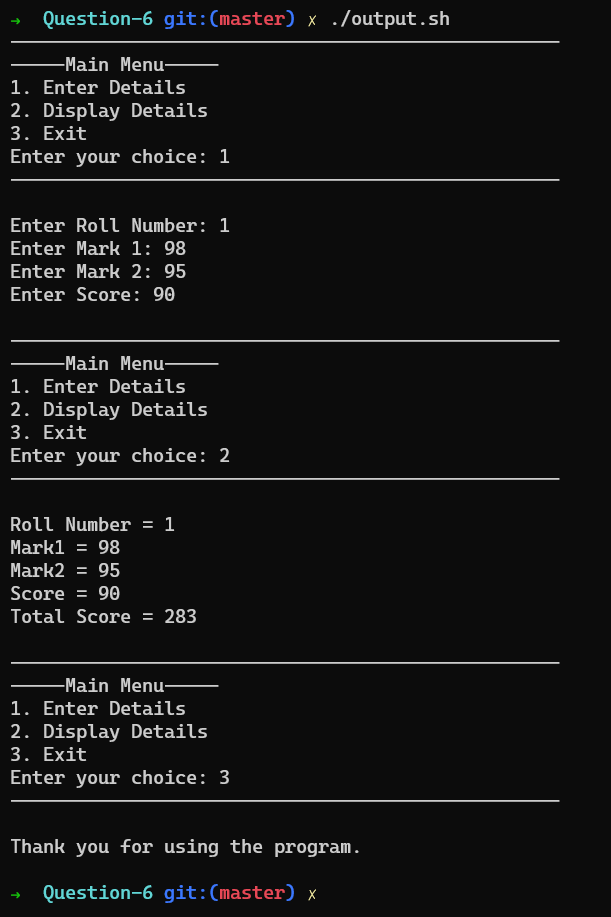 ➜  Question-6 git:(master) ✗ ./output.sh
--------------------------------------------------
-----Main Menu-----
1. Enter Details
2. Display Details
3. Exit
Enter your choice: 1
--------------------------------------------------
Enter Roll Number: 1
Enter Mark 1: 98
Enter Mark 2: 95
Enter Score: 90
--------------------------------------------------
-----Main Menu-----
1. Enter Details
2. Display Details
3. Exit
Enter your choice: 2
--------------------------------------------------
Roll Number = 1
Mark1 = 98
Mark2 = 95
Score = 90
Total Score = 283
--------------------------------------------------
-----Main Menu-----
1. Enter Details
2. Display Details
3. Exit
Enter your choice: 3
--------------------------------------------------
Thank you for using the program.
➜  Question-6 git:(master) ✗